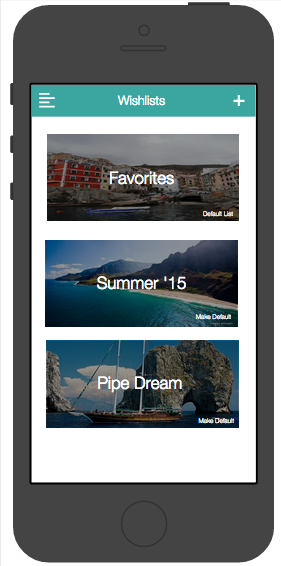 Wishlists
Favorites
Default List
Summer '15
Make Default
Pipe Dream
Make Default